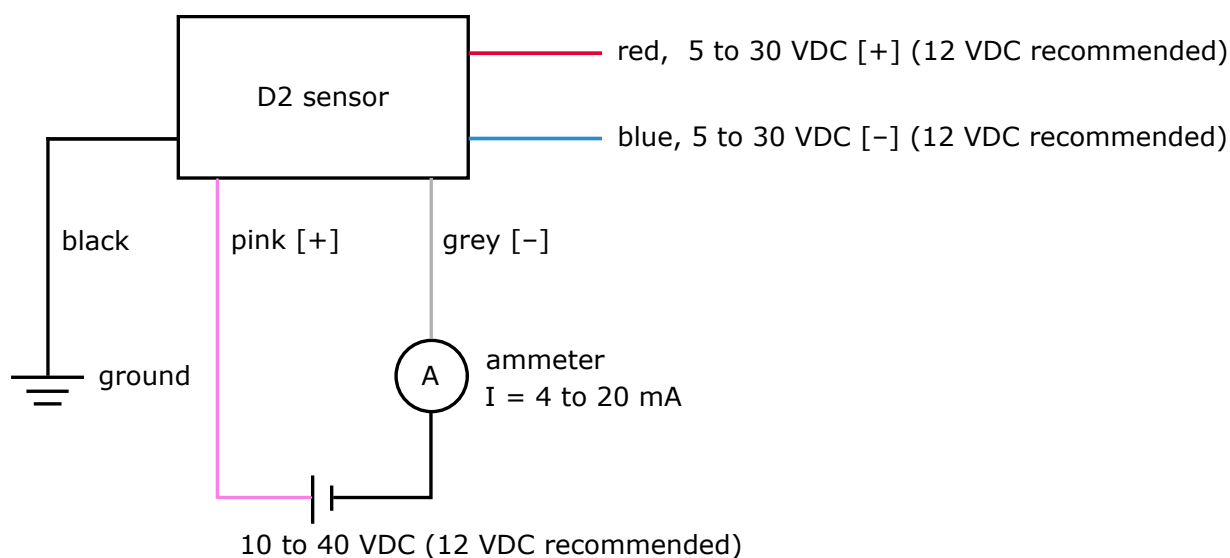 red, 5 to 30 VDC [+] (12 VDC recommended)
D2 sensor
blue, 5 to 30 VDC [–] (12 VDC recommended)
black
pink [+]
grey [–]
ground
A
ammeter
I = 4 to 20 mA
10 to 40 VDC (12 VDC recommended)